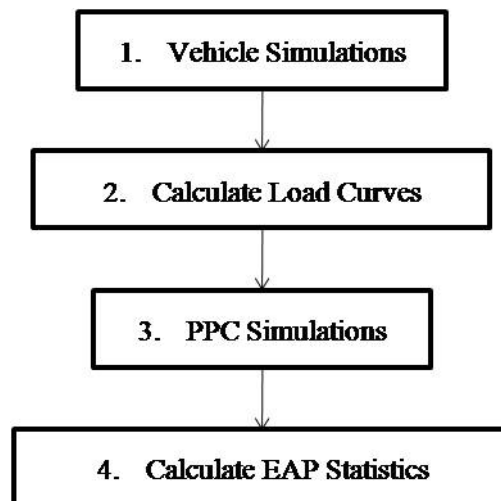 1. Vehicle Simulations
2. Calculate Load Curves
3. PPC Simulations
4. Calculate EAP Statistics